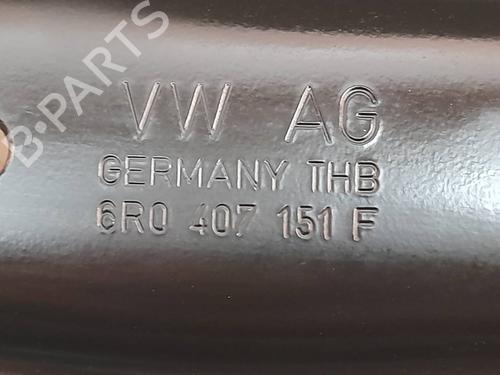 B-PARTS
VW AG
GERMANY THB
6R0 407 151 F